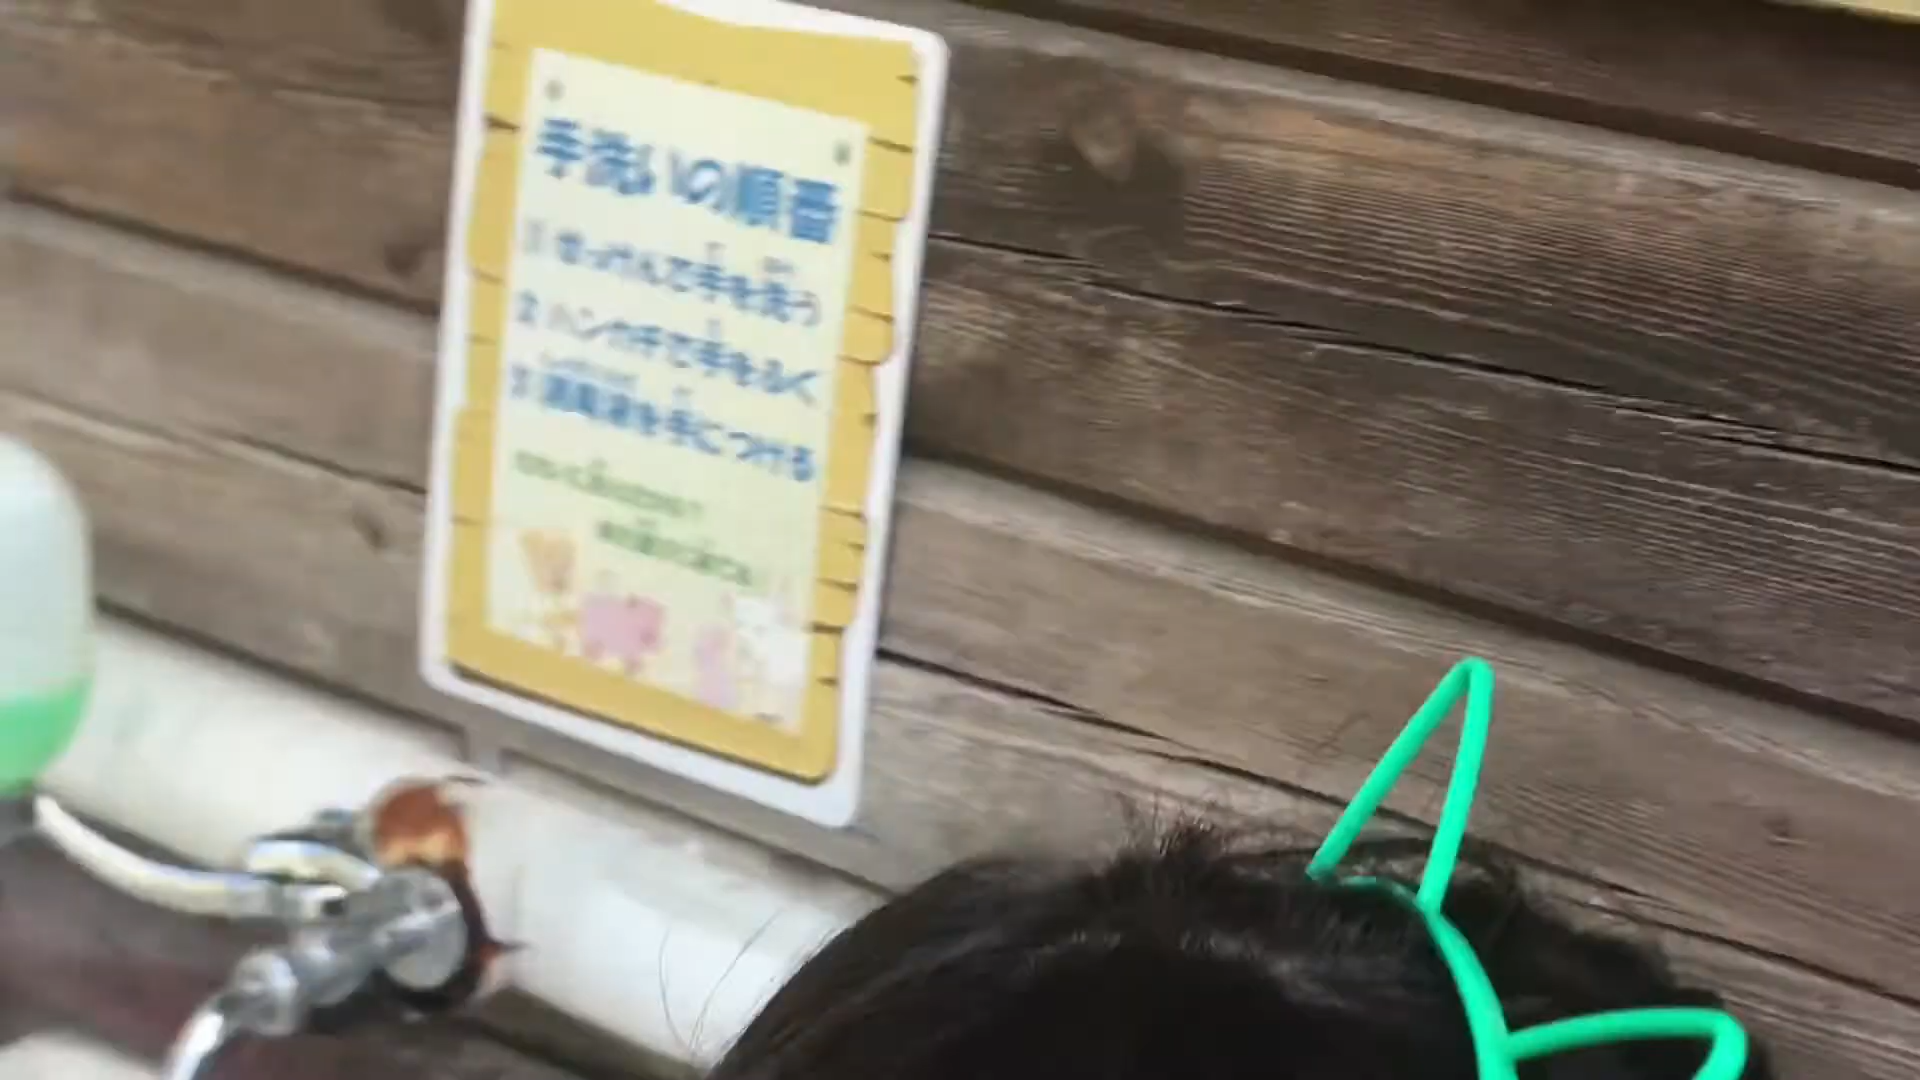 手洗いの順番
1 せっけんで手を洗う
2 ハンカチで手をふく
3 消毒液を手につける